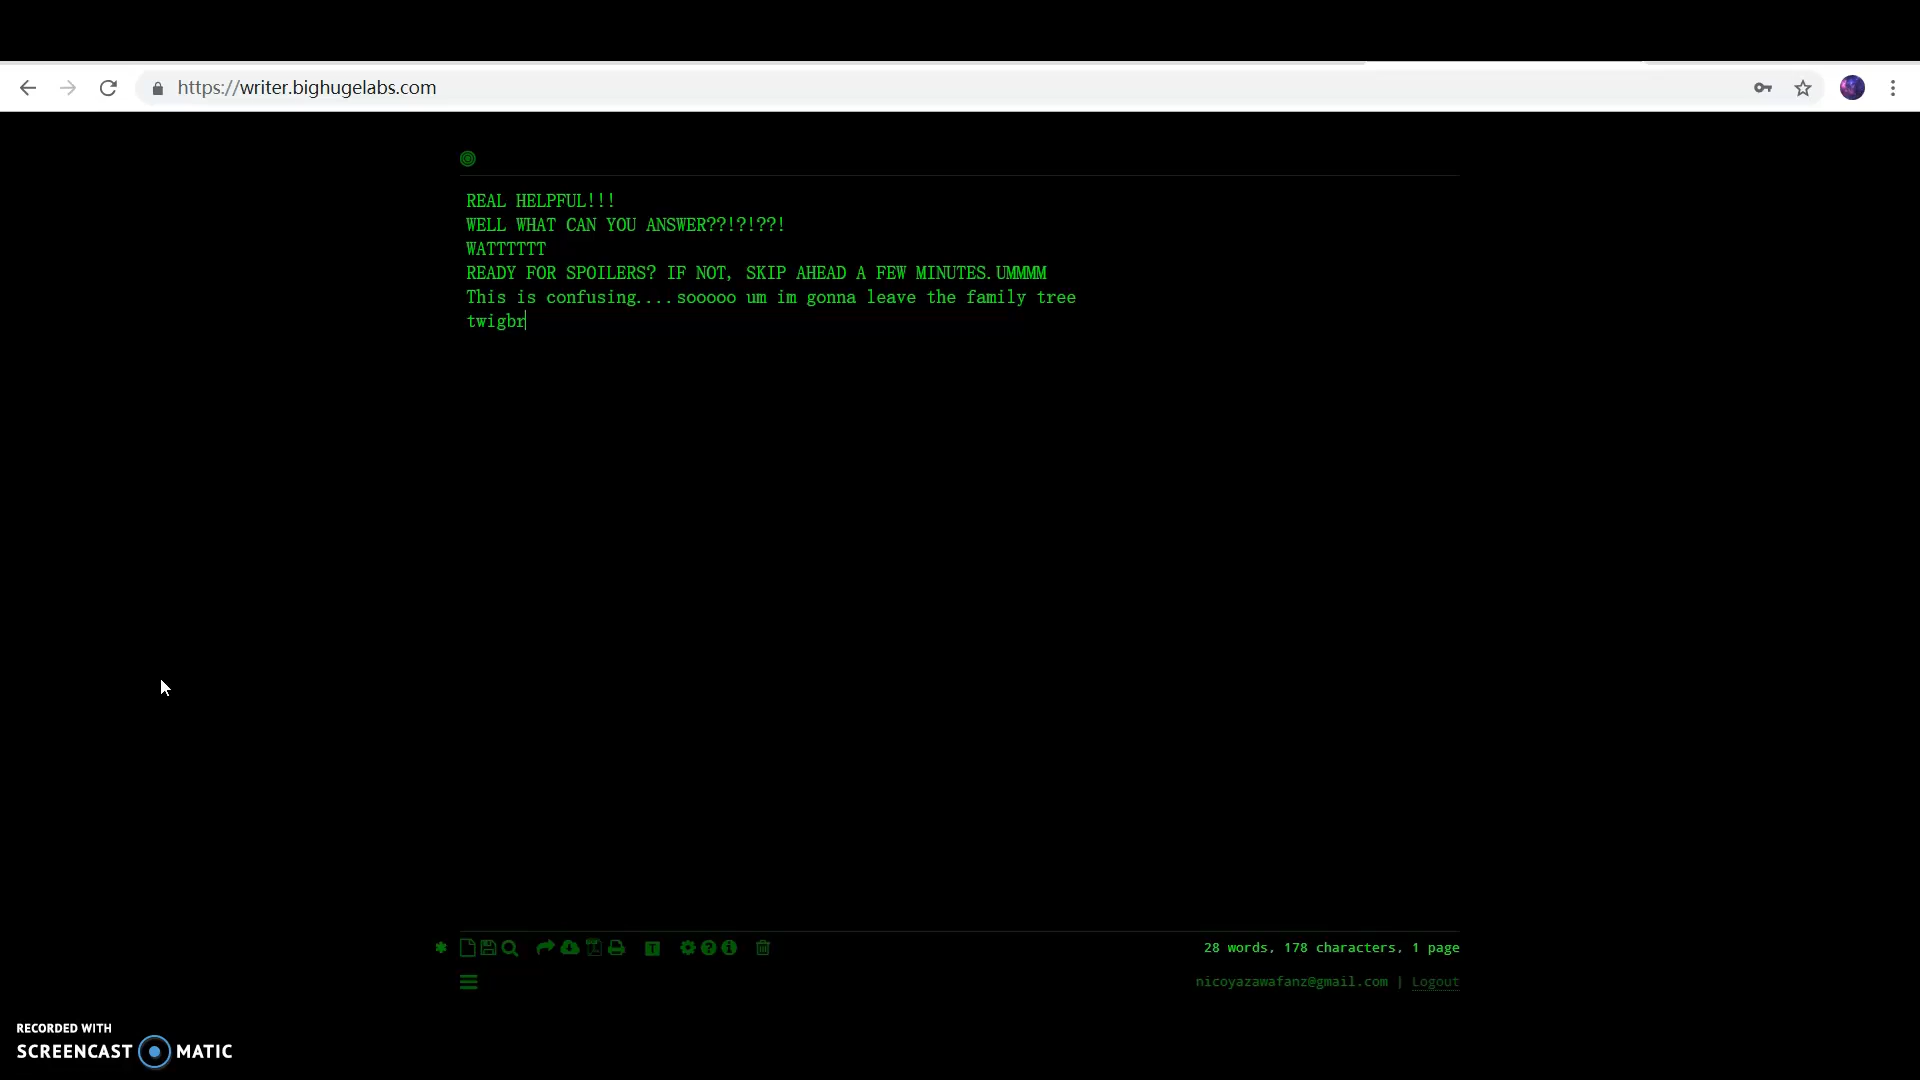 https://writer.bighugelabs.com
REAL HELPFUL!!!
WELL WHAT CAN YOU ANSWER??!?!??!
WATTTTTT
READY FOR SPOILERS? IF NOT, SKIP AHEAD A FEW MINUTES.UMMMM
This is confusing....sooooo um im gonna leave the family tree
twigbr
28 words, 178 characters, 1 page
nicoyazawafanz@gmail.com | Logout
RECORDED WITH
SCREENCAST MATIC